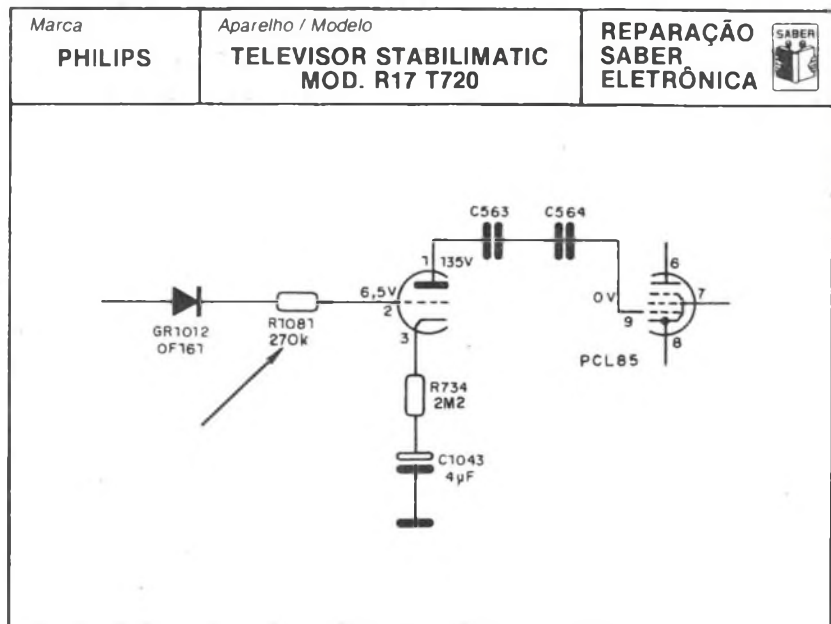 Marca
PHILIPS
Aparelho / Modelo
TELEVISOR STABILIMATIC
MOD. R17 T720
REPARAÇÃO
SABER
ELETRÔNICA
SABER
C563
C564
1
135V
6
6,5V
2
0V
7
9
GR1012
OF161
R1081
270k
3
8
PCL85
R734
2M2
C1043
4µF